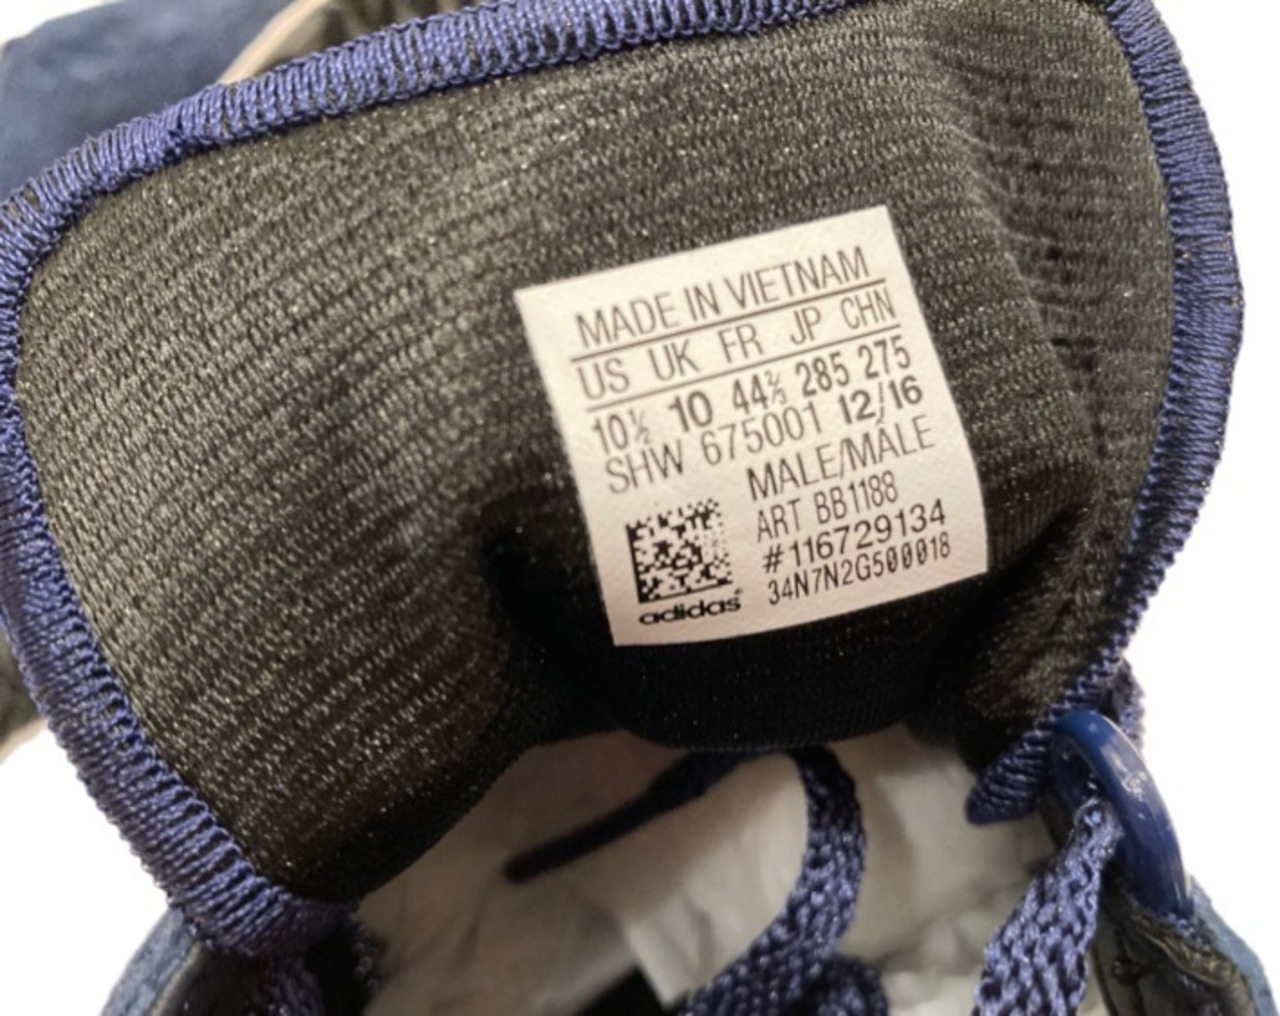 MADE IN VIETNAM
US UK FR JP CHN
10½ 10 44⅔ 285 275
SHW 675001 12/16
MALE/MÂLE
ART BB1188
#116729134
34N7N2G500018
adidas